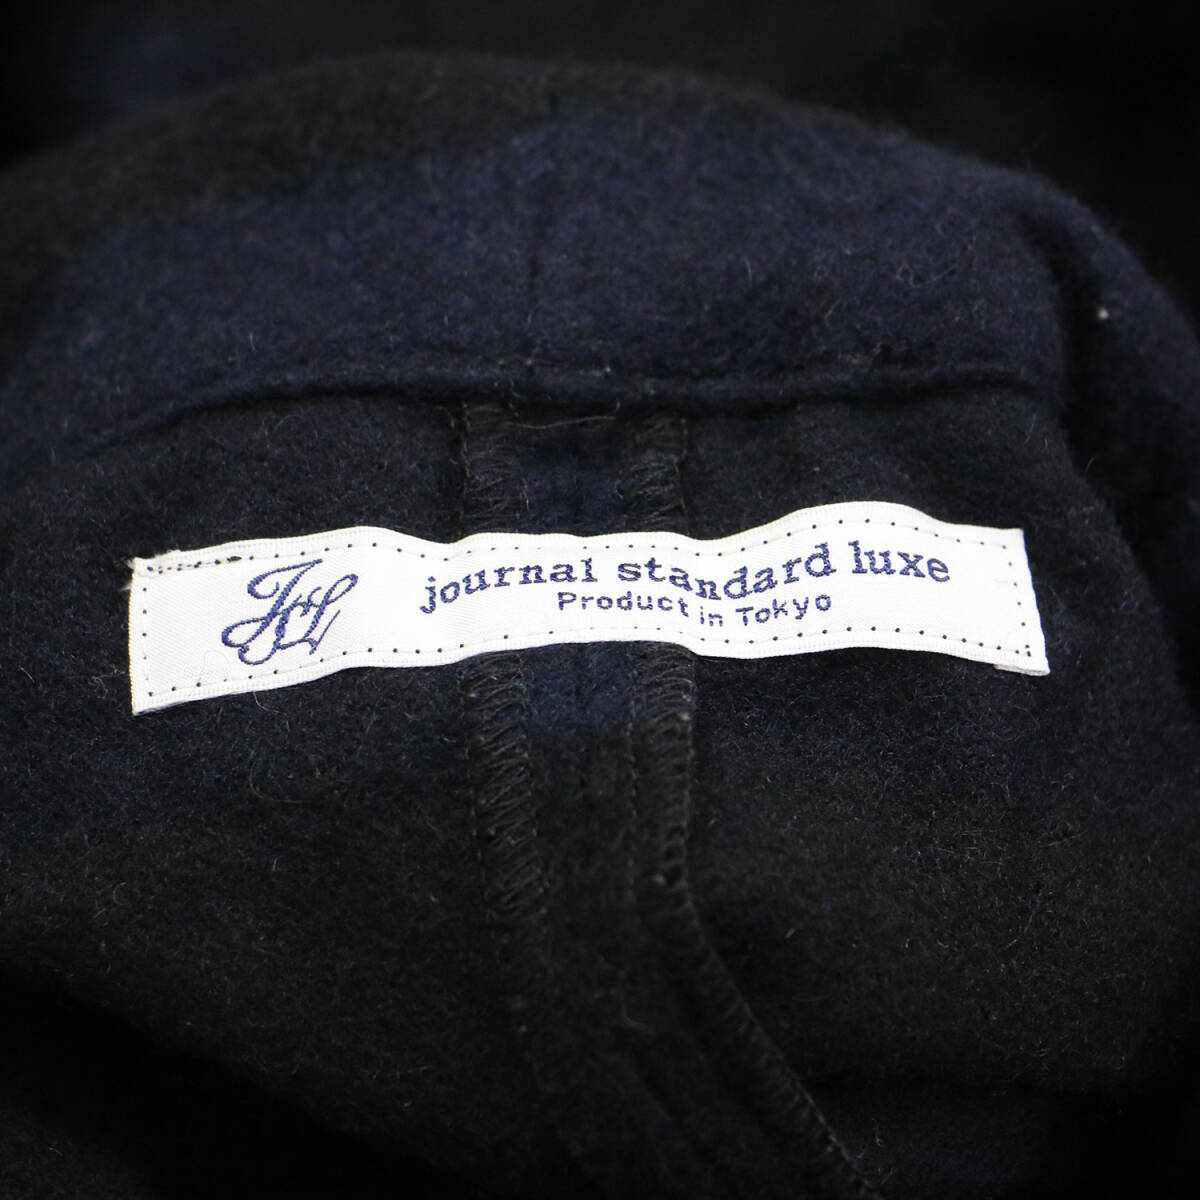 JSL
journal standard luxe
Product in Tokyo